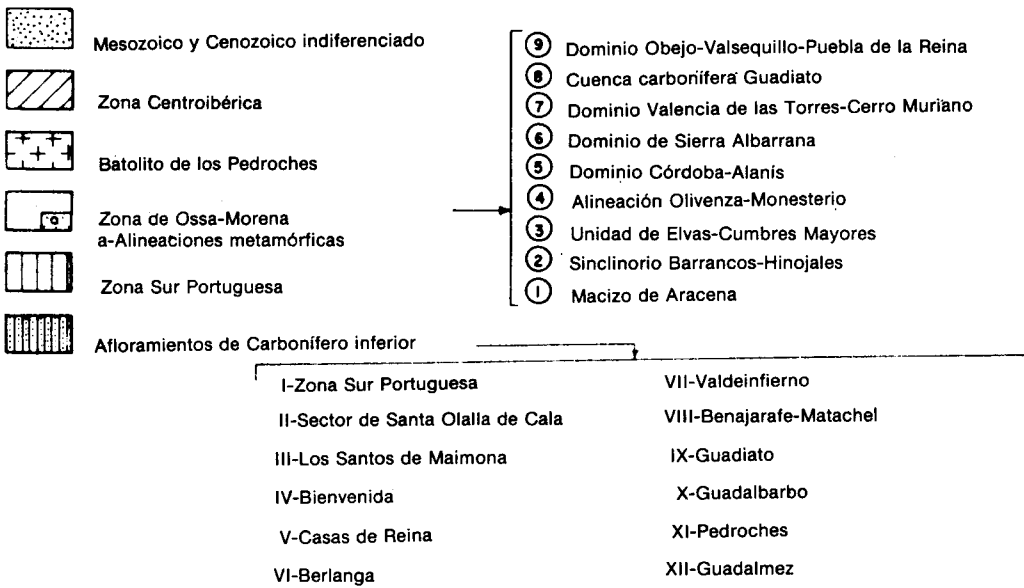 Mesozoico y Cenozoico indiferenciado
Zona Centroibérica
Batolito de los Pedroches
a
Zona de Ossa-Morena
a-Alineaciones metamórficas
Zona Sur Portuguesa
Afloramientos de Carbonífero inferior
9 Dominio Obejo-Valsequillo-Puebla de la Reina
8 Cuenca carbonífera Guadiato
7 Dominio Valencia de las Torres-Cerro Muriano
6 Dominio de Sierra Albarrana
5 Dominio Córdoba-Alanís
4 Alineación Olivenza-Monesterio
3 Unidad de Elvas-Cumbres Mayores
2 Sinclinorio Barrancos-Hinojales
1 Macizo de Aracena
I-Zona Sur Portuguesa
II-Sector de Santa Olalla de Cala
III-Los Santos de Maimona
IV-Bienvenida
V-Casas de Reina
VI-Berlanga
VII-Valdeinfierno
VIII-Benajarafe-Matachel
IX-Guadiato
X-Guadalbarbo
XI-Pedroches
XII-Guadalmez